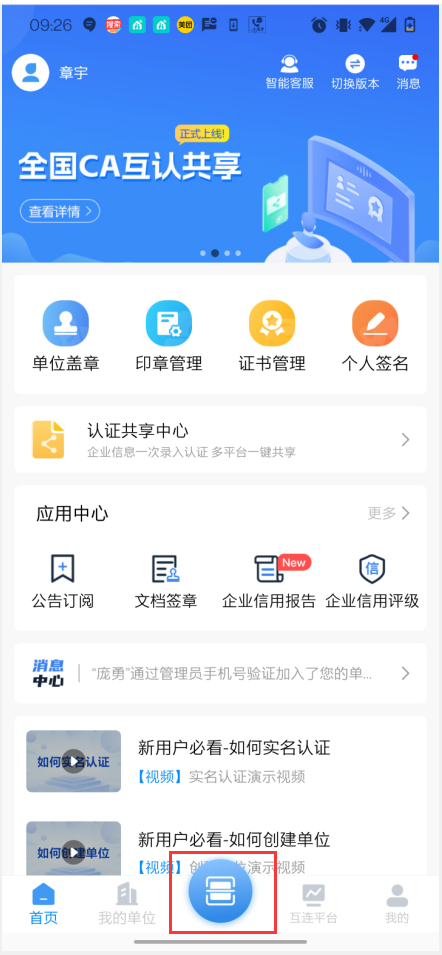 09:26
搜索
美团
4G
章宇
智能客服
切换版本
消息
正式上线!
全国CA互认共享
查看详情
单位盖章
印章管理
证书管理
个人签名
认证共享中心
企业信息一次录入认证 多平台一键共享
应用中心
更多
New
信
公告订阅
文档签章
企业信用报告
企业信用评级
消息
中心
“庞勇”通过管理员手机号验证加入了您的单...
如何实名认证
新用户必看-如何实名认证
【视频】实名认证演示视频
如何创建单位
新用户必看-如何创建单位
【视频】创
位演示视频
首页
我的单位
互连平台
我的